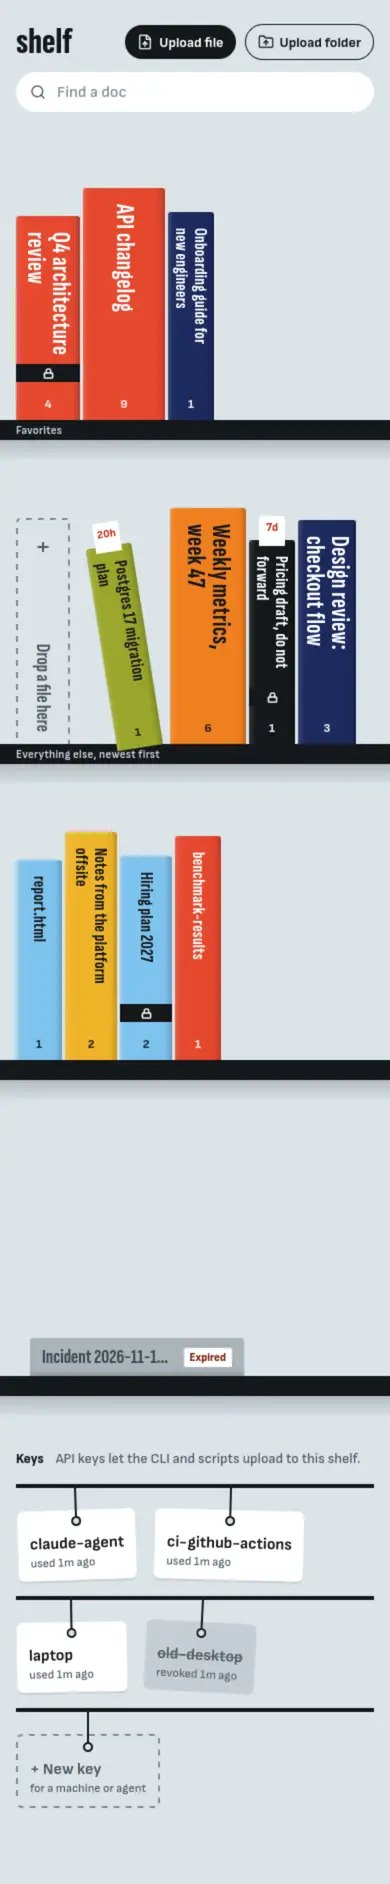 shelf
Upload file
Upload folder
Find a doc
Q4 architecture
review
4
API changelog
9
Onboarding guide for
new engineers
1
Favorites
+
Drop a file here
20h
Postgres 17 migration
plan
1
Weekly metrics,
week 47
6
7d
Pricing draft, do not
forward
1
Design review:
checkout flow
3
Everything else, newest first
report.html
1
Notes from the platform
offsite
2
Hiring plan 2027
2
benchmark-results
1
Incident 2026-11-1...
Expired
Keys API keys let the CLI and scripts upload to this shelf.
claude-agent
used 1m ago
ci-github-actions
used 1m ago
laptop
used 1m ago
old-desktop
revoked 1m ago
+ New key
for a machine or agent